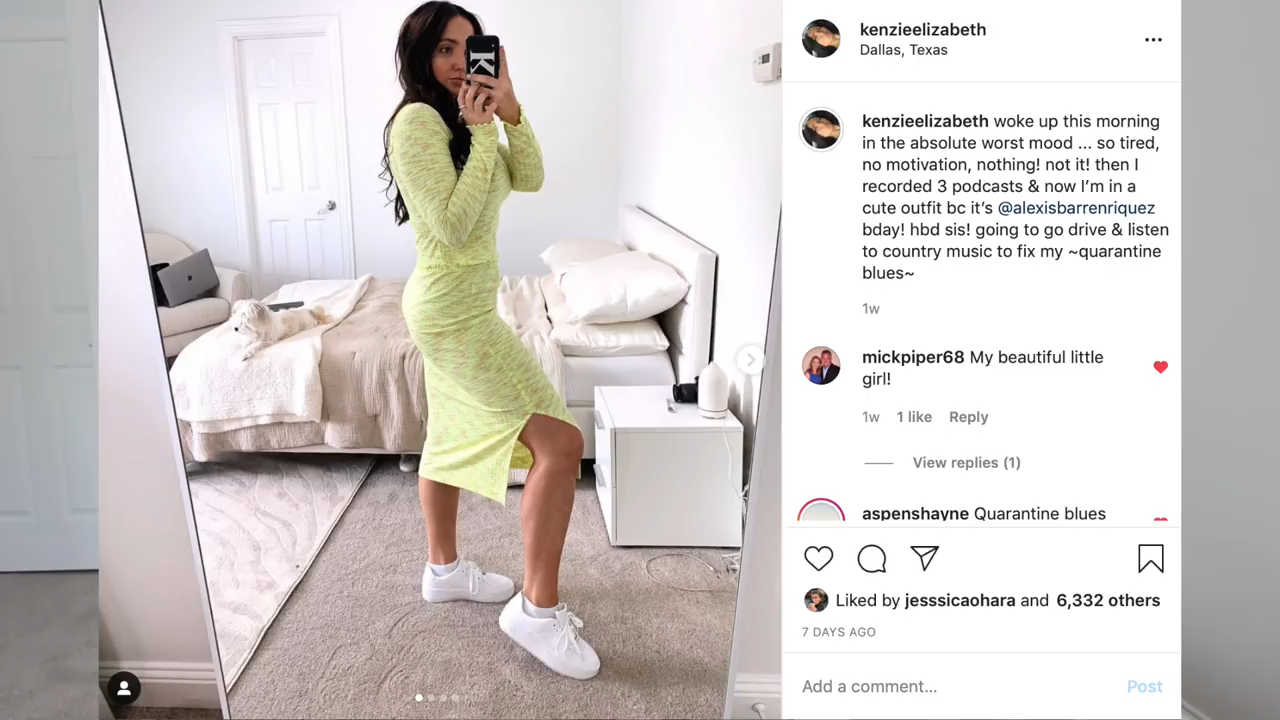 K
kenzieelizabeth
Dallas, Texas
kenzieelizabeth woke up this morning
in the absolute worst mood ... so tired,
no motivation, nothing! not it! then I
recorded 3 podcasts & now I’m in a
cute outfit bc it’s @alexisbarrenriquez
bday! hbd sis! going to go drive & listen
to country music to fix my ~quarantine
blues~
1w
mickpiper68 My beautiful little
girl!
1w 1 like Reply
View replies (1)
aspenshayne Quarantine blues
Liked by jesssicaohara and 6,332 others
7 DAYS AGO
Add a comment... Post